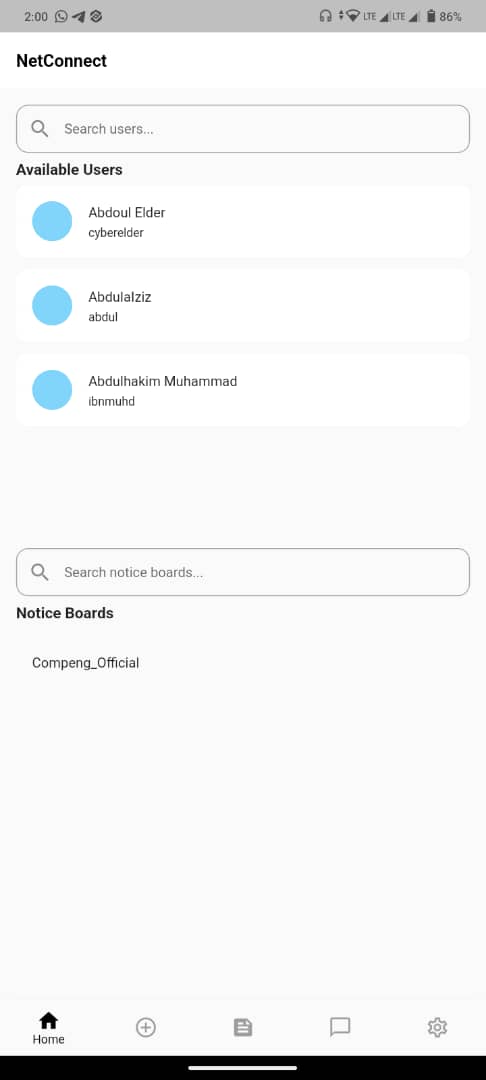 2:00 LTE LTE 86%
NetConnect
Search users...
Available Users
Abdoul Elder
cyberelder
Abdulalziz
abdul
Abdulhakim Muhammad
ibnmuhd
Search notice boards...
Notice Boards
Compeng_Official
Home